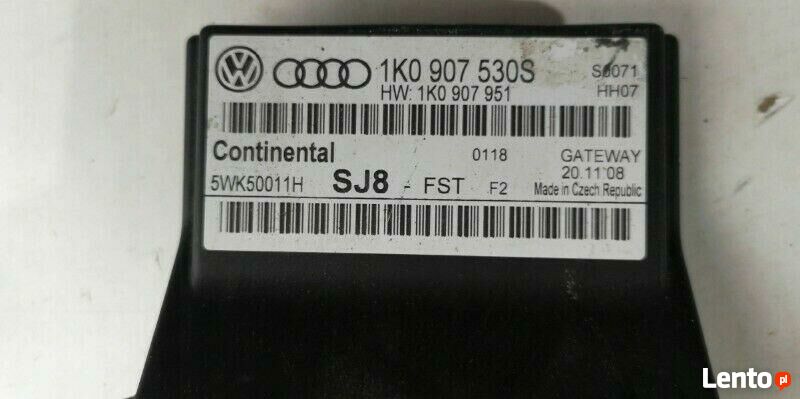 1K0 907 530S S0071
HW: 1K0 907 951 HH07
Continental 0118 GATEWAY
20.11 08
5WK50011H SJ8 - FST F2 Made in Czech Republic
Lento.pl